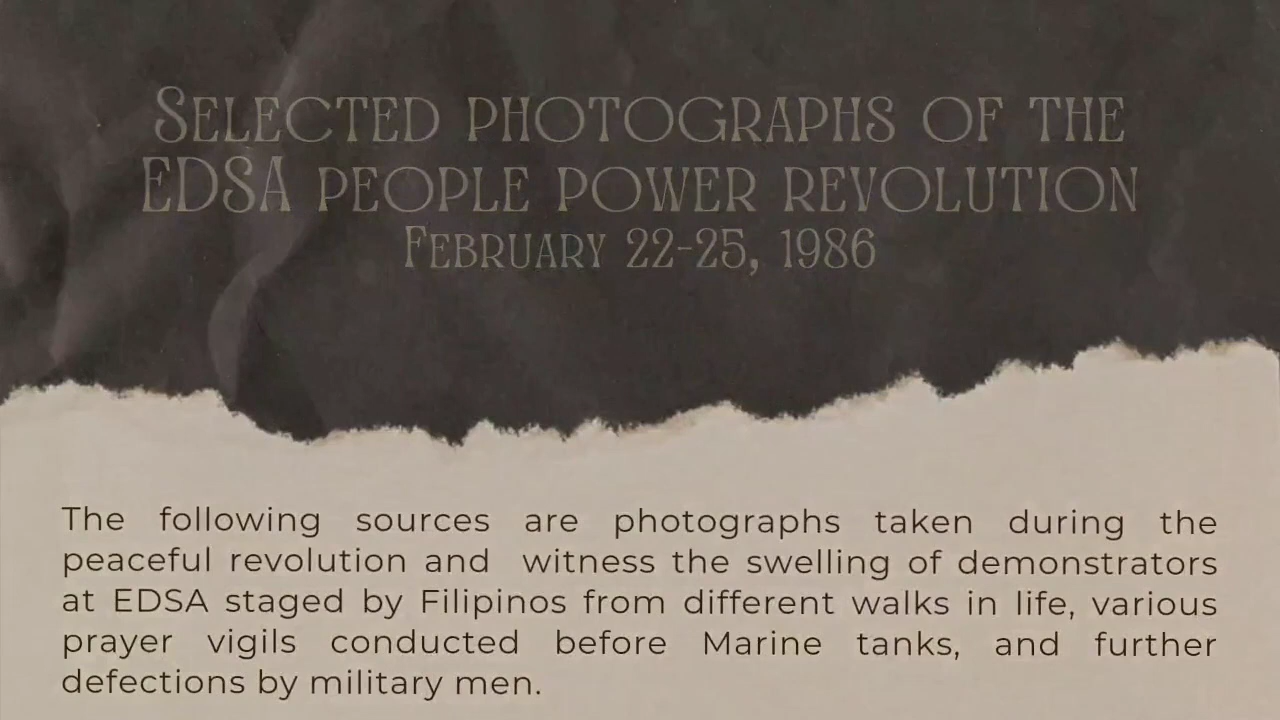 Selected photographs of the
EDSA people power revolution
February 22-25, 1986
The following sources are photographs taken during the
peaceful revolution and witness the swelling of demonstrators
at EDSA staged by Filipinos from different walks in life, various
prayer vigils conducted before Marine tanks, and further
defections by military men.